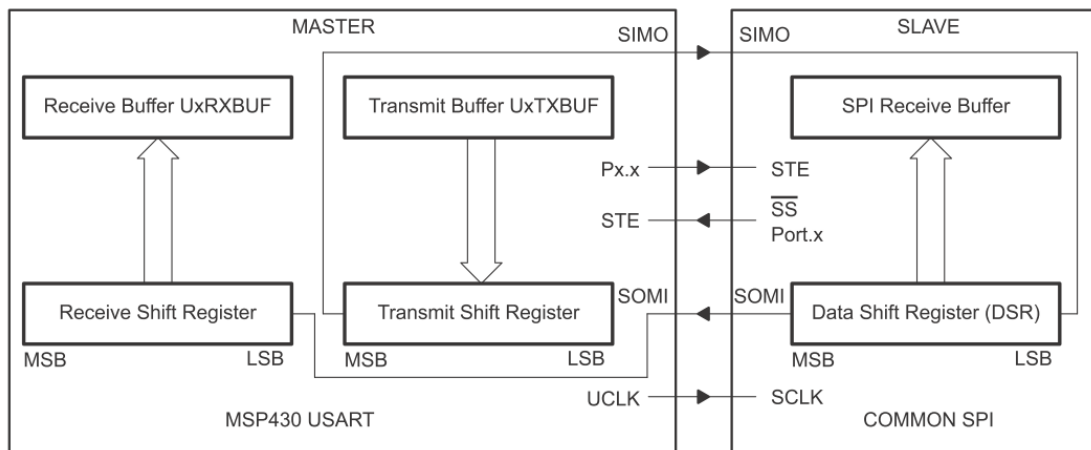 MASTER
SLAVE
SIMO
SIMO
Receive Buffer UxRXBUF
Transmit Buffer UxTXBUF
SPI Receive Buffer
Px.x
STE
STE
SS
Port.x
SOMI
SOMI
Receive Shift Register
Transmit Shift Register
Data Shift Register (DSR)
MSB
LSB
MSB
LSB
MSB
LSB
UCLK
SCLK
MSP430 USART
COMMON SPI